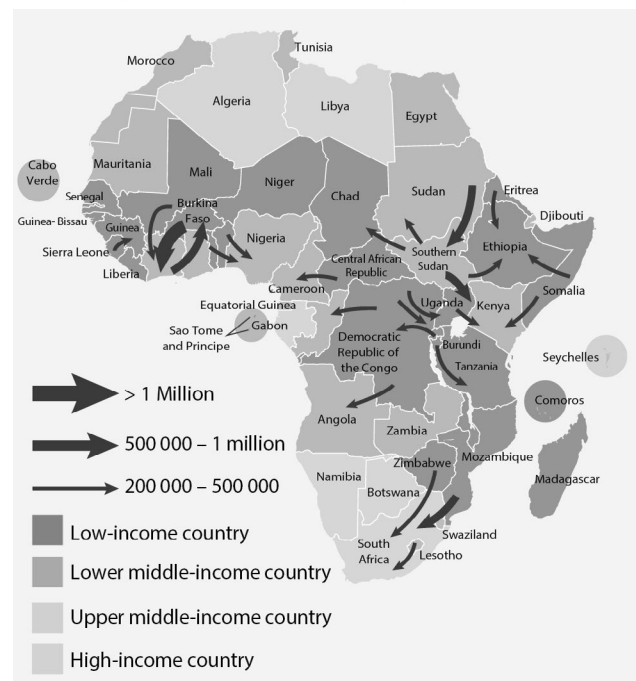 Tunisia
Morocco
Algeria
Libya
Egypt
Cabo
Verde
Mauritania
Mali
Niger
Chad
Sudan
Eritrea
Senegal
Burkina
Faso
Guinea- Bissau
Guinea
Nigeria
Djibouti
Ethiopia
Sierra Leone
Liberia
Southern
Sudan
Central African
Republic
Cameroon
Somalia
Uganda
Kenya
Equatorial Guinea
Sao Tome
and Principe
Gabon
Democratic
Republic of
the Congo
Burundi
Tanzania
Seychelles
Comoros
> 1 Million
500 000 – 1 million
200 000 – 500 000
Angola
Zambia
Mozambique
Zimbabwe
Madagascar
Namibia
Botswana
Swaziland
South
Africa
Lesotho
Low-income country
Lower middle-income country
Upper middle-income country
High-income country